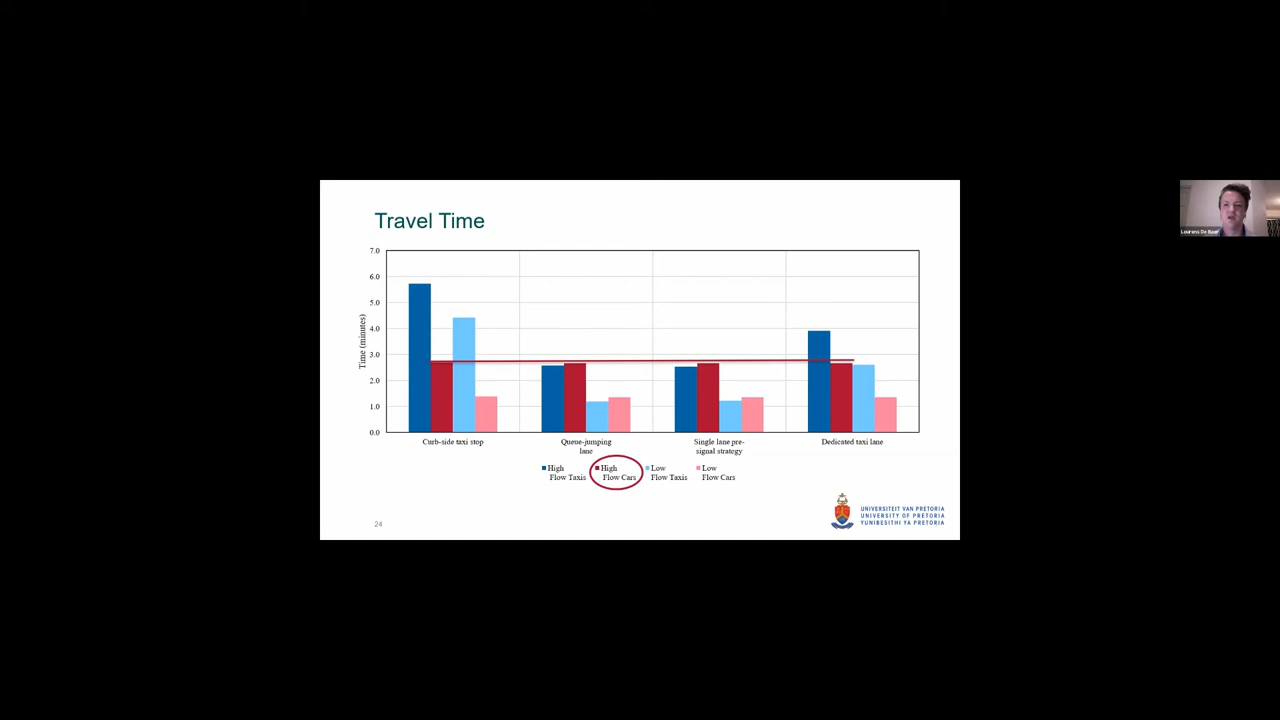 Travel Time
7.0
6.0
5.0
4.0
3.0
2.0
1.0
0.0
Time (minutes)
Curb-side taxi stop
Queue-jumping
lane
Single lane pre-
signal strategy
Dedicated taxi lane
High
Flow Taxis
High
Flow Cars
Low
Flow Taxis
Low
Flow Cars
24
UNIVERSITEIT VAN PRETORIA
UNIVERSITY OF PRETORIA
YUNIBESITHI YA PRETORIA
Lourens De Beer